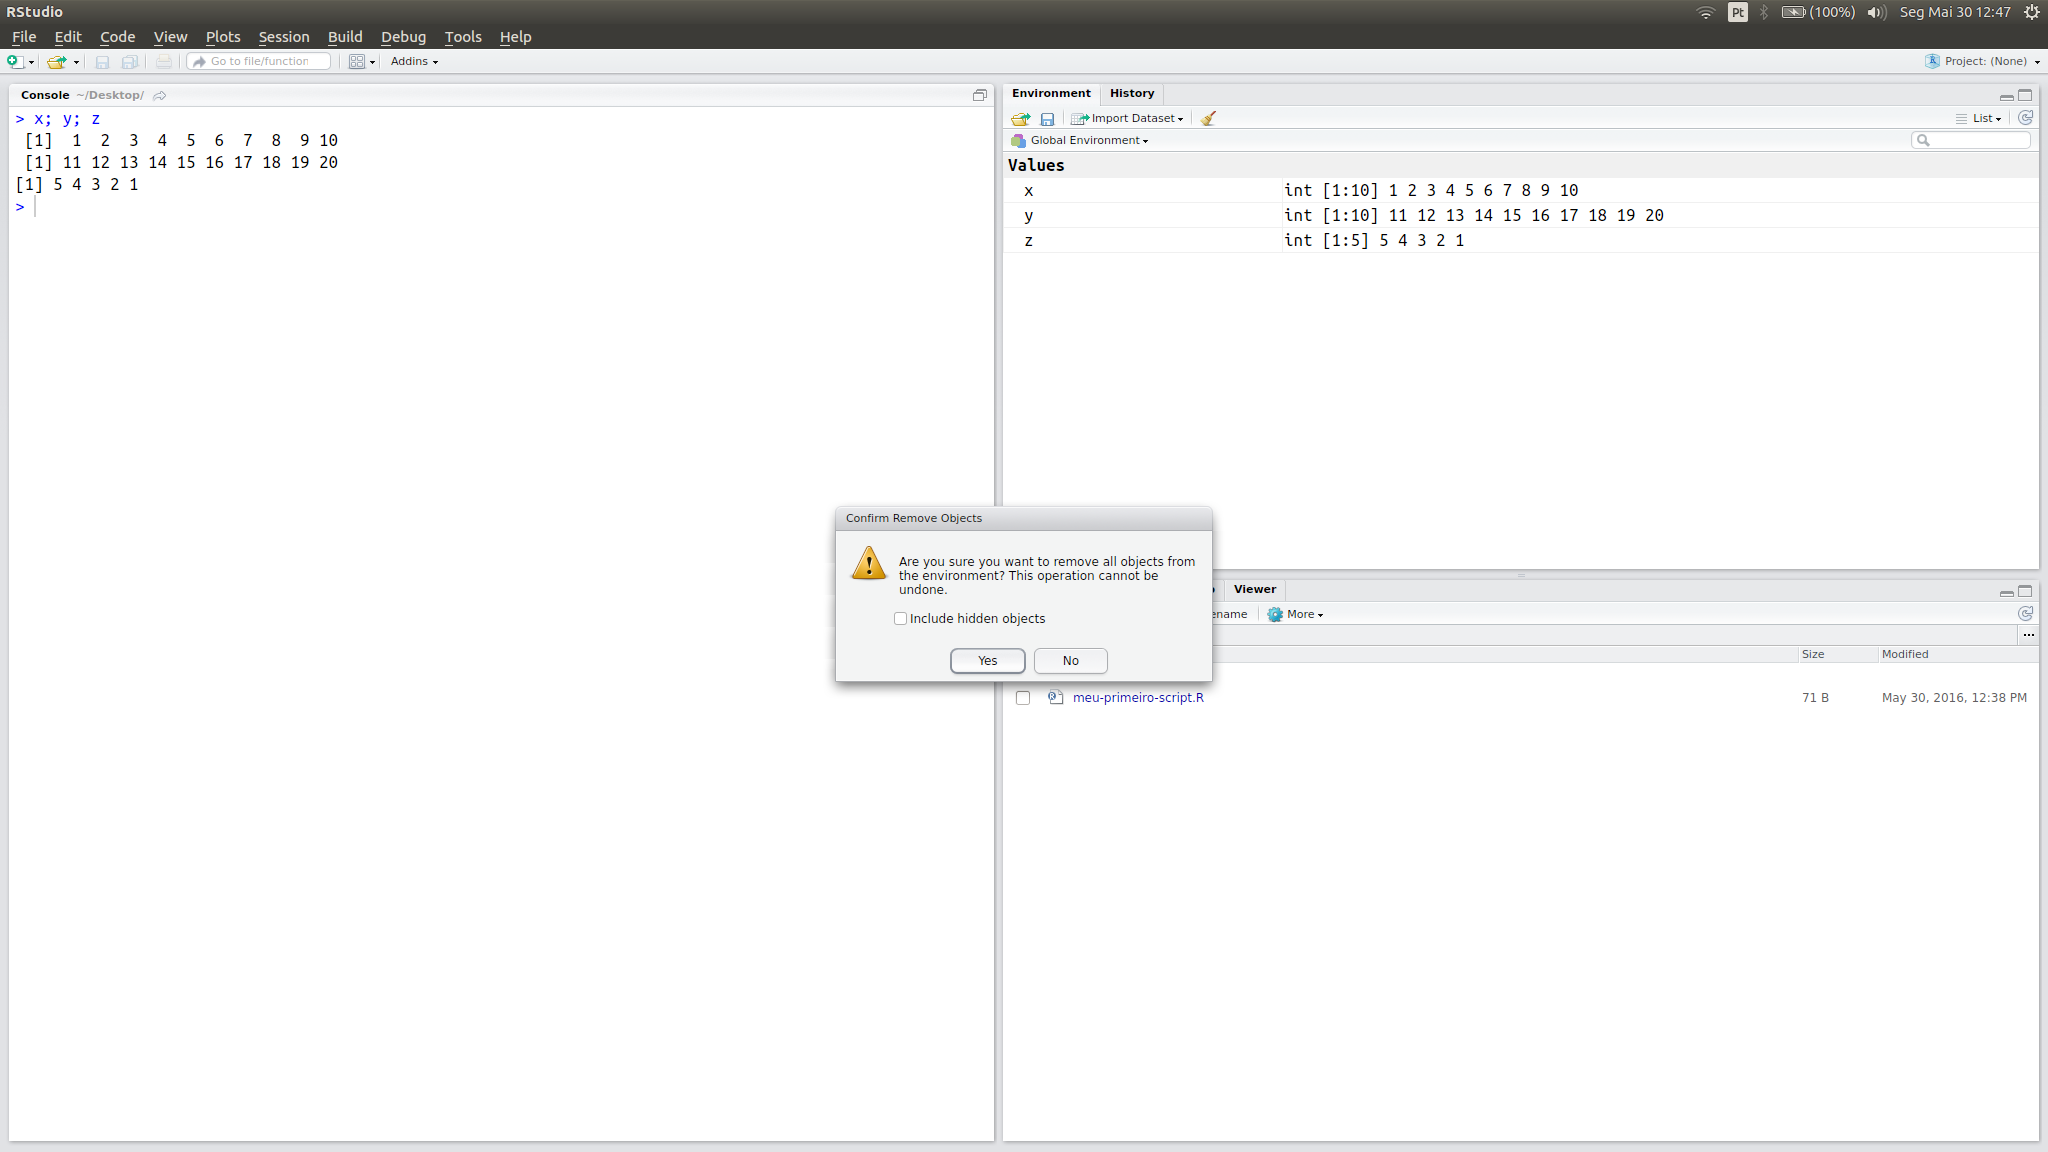 RStudio
Pt
(100%)
Seg Mai 30 12:47
File Edit Code View Plots Session Build Debug Tools Help
Go to file/function
Addins
Project: (None)
Console ~/Desktop/
> x; y; z
[1] 1 2 3 4 5 6 7 8 9 10
[1] 11 12 13 14 15 16 17 18 19 20
[1] 5 4 3 2 1
>
Environment History
Import Dataset
List
Global Environment
Values
x int [1:10] 1 2 3 4 5 6 7 8 9 10
y int [1:10] 11 12 13 14 15 16 17 18 19 20
z int [1:5] 5 4 3 2 1
Confirm Remove Objects
Are you sure you want to remove all objects from
the environment? This operation cannot be
undone.
Include hidden objects
Yes No
Viewer
ename
More
...
Size Modified
meu-primeiro-script.R 71 B May 30, 2016, 12:38 PM